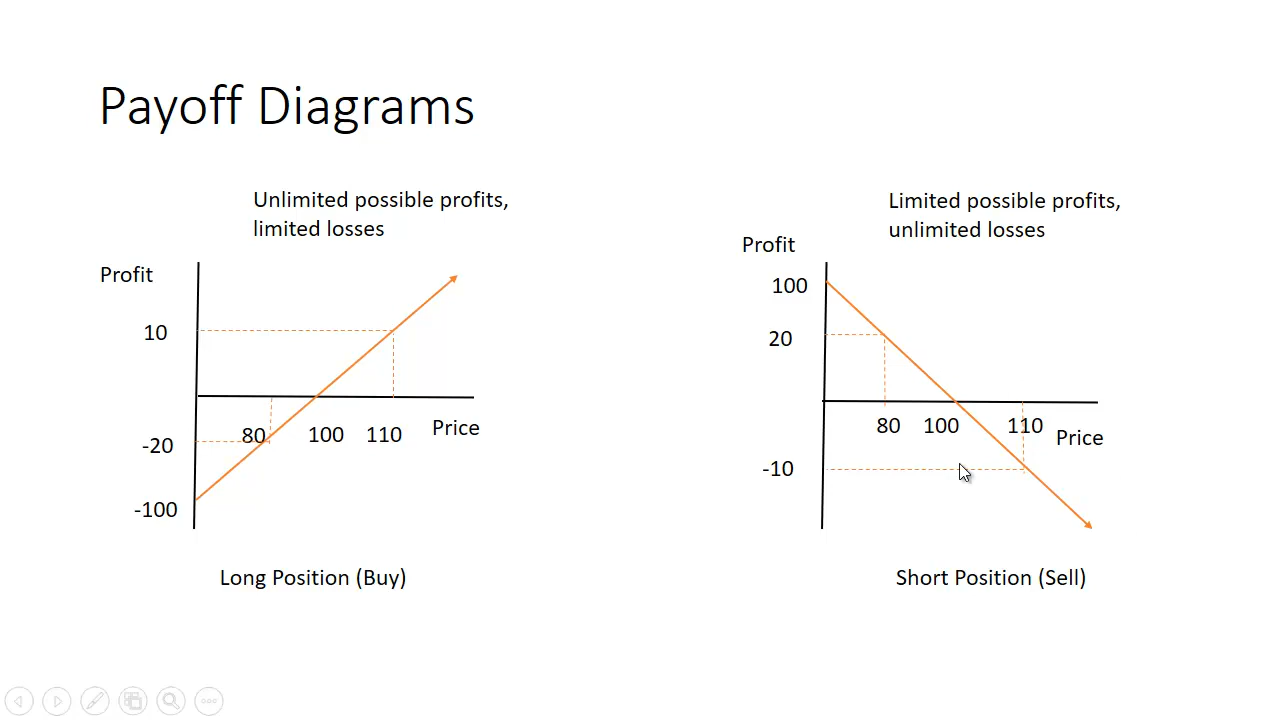 Payoff Diagrams
Unlimited possible profits,
limited losses
Profit
10
-20
-100
80
100
110
Price
Long Position (Buy)
Limited possible profits,
unlimited losses
Profit
100
20
-10
80
100
110
Price
Short Position (Sell)